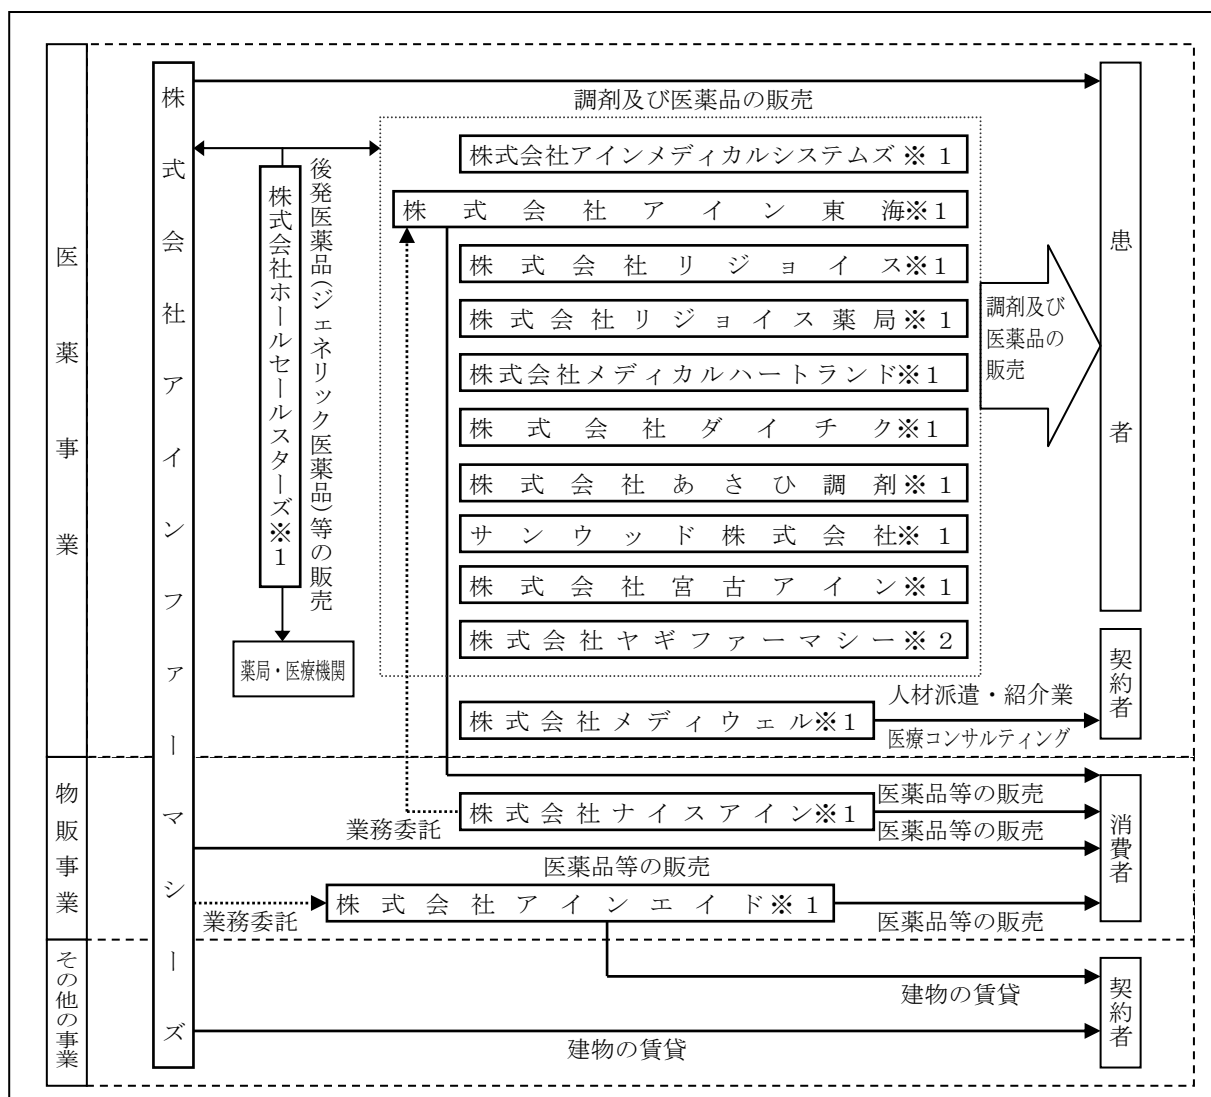 医薬事業
株式会社アインファーマシーズ
調剤及び医薬品の販売
株式会社ホールセールスターズ※1
後発医薬品(ジェネリック医薬品)等の販売
薬局・医療機関
株式会社アインメディカルシステムズ※1
株式会社アイン東海※1
株式会社リジョイス※1
株式会社リジョイス薬局※1
株式会社メディカルハートランド※1
株式会社ダイチク※1
株式会社あさひ調剤※1
サンウッド株式会社※1
株式会社宮古アイン※1
株式会社ヤギファーマシー※2
調剤及び
医薬品の
販売
患者
株式会社メディウェル※1
人材派遣・紹介業
医療コンサルティング
契約者
物販事業
医薬品等の販売
株式会社ナイスアイン※1
業務委託
医薬品等の販売
医薬品等の販売
消費者
業務委託
株式会社アインエイド※1
医薬品等の販売
その他の事業
建物の賃貸
建物の賃貸
契約者